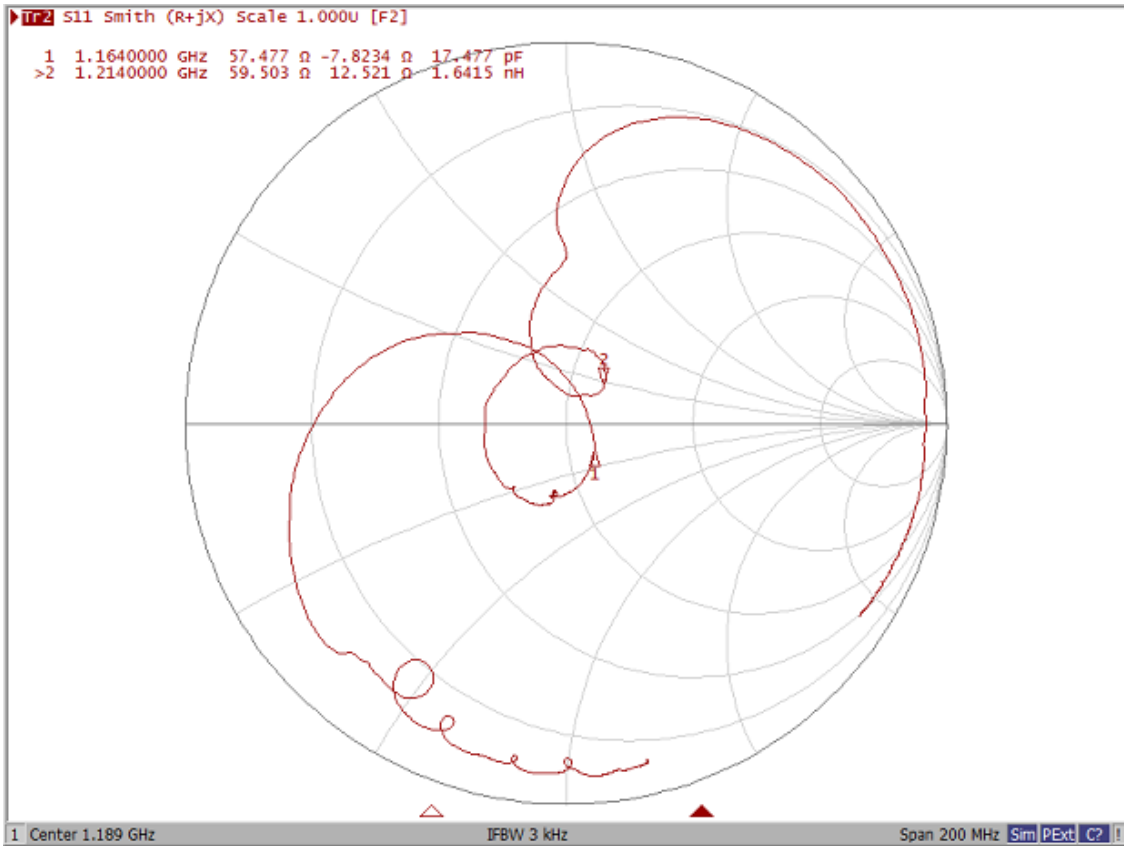 Tr2 S11 Smith (R+jX) Scale 1.000U [F2]
1 1.1640000 GHz 57.477 Ω -7.8234 Ω 17.477 pF
>2 1.2140000 GHz 59.503 Ω 12.521 Ω 1.6415 nH
2
1
1 Center 1.189 GHz IFBW 3 kHz Span 200 MHz Sim PExt C? !